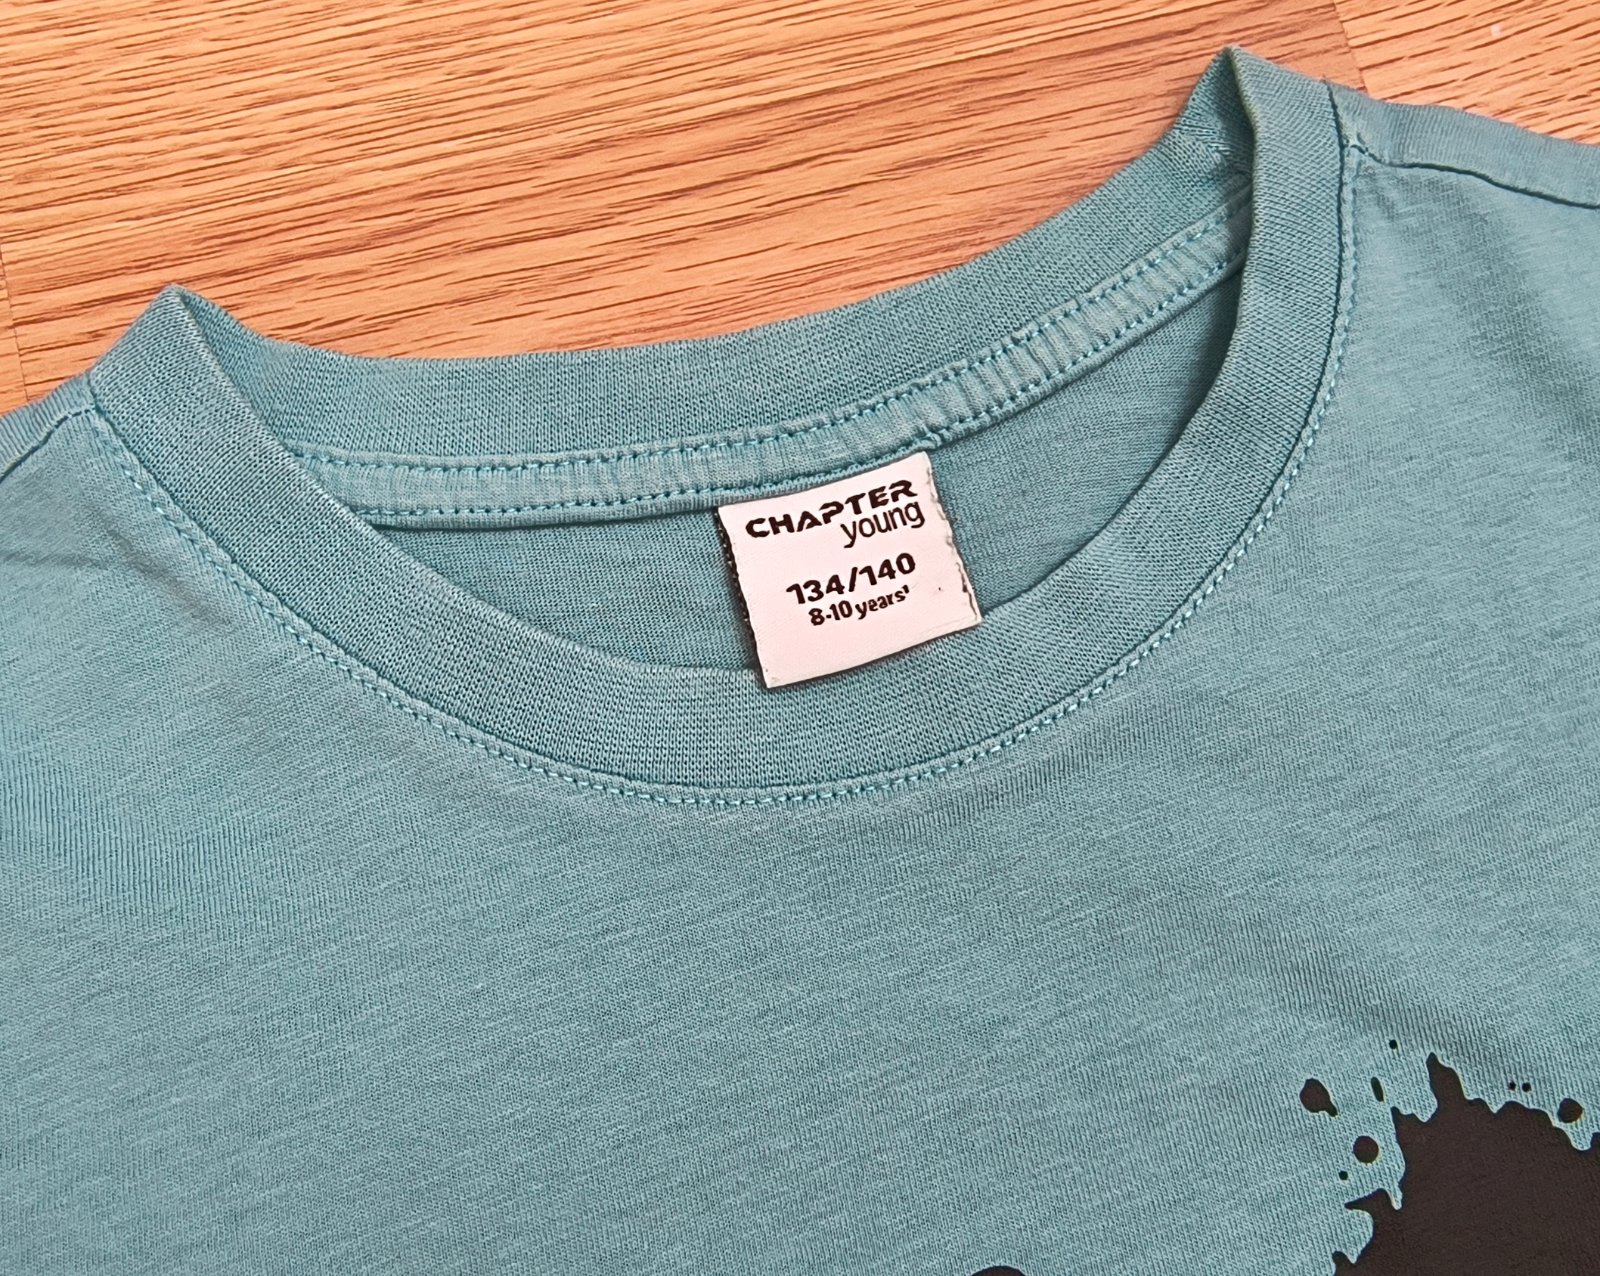 CHAPTER
young
134/140
8-10 years'